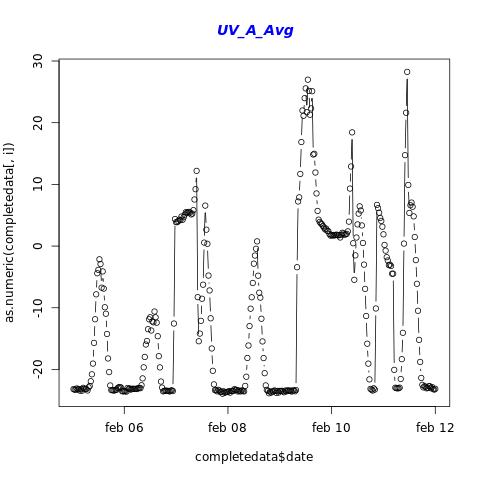 UV_A_Avg
as.numeric(completedata[, i])
30
20
10
0
-10
-20
feb 06
feb 08
feb 10
feb 12
completedata$date